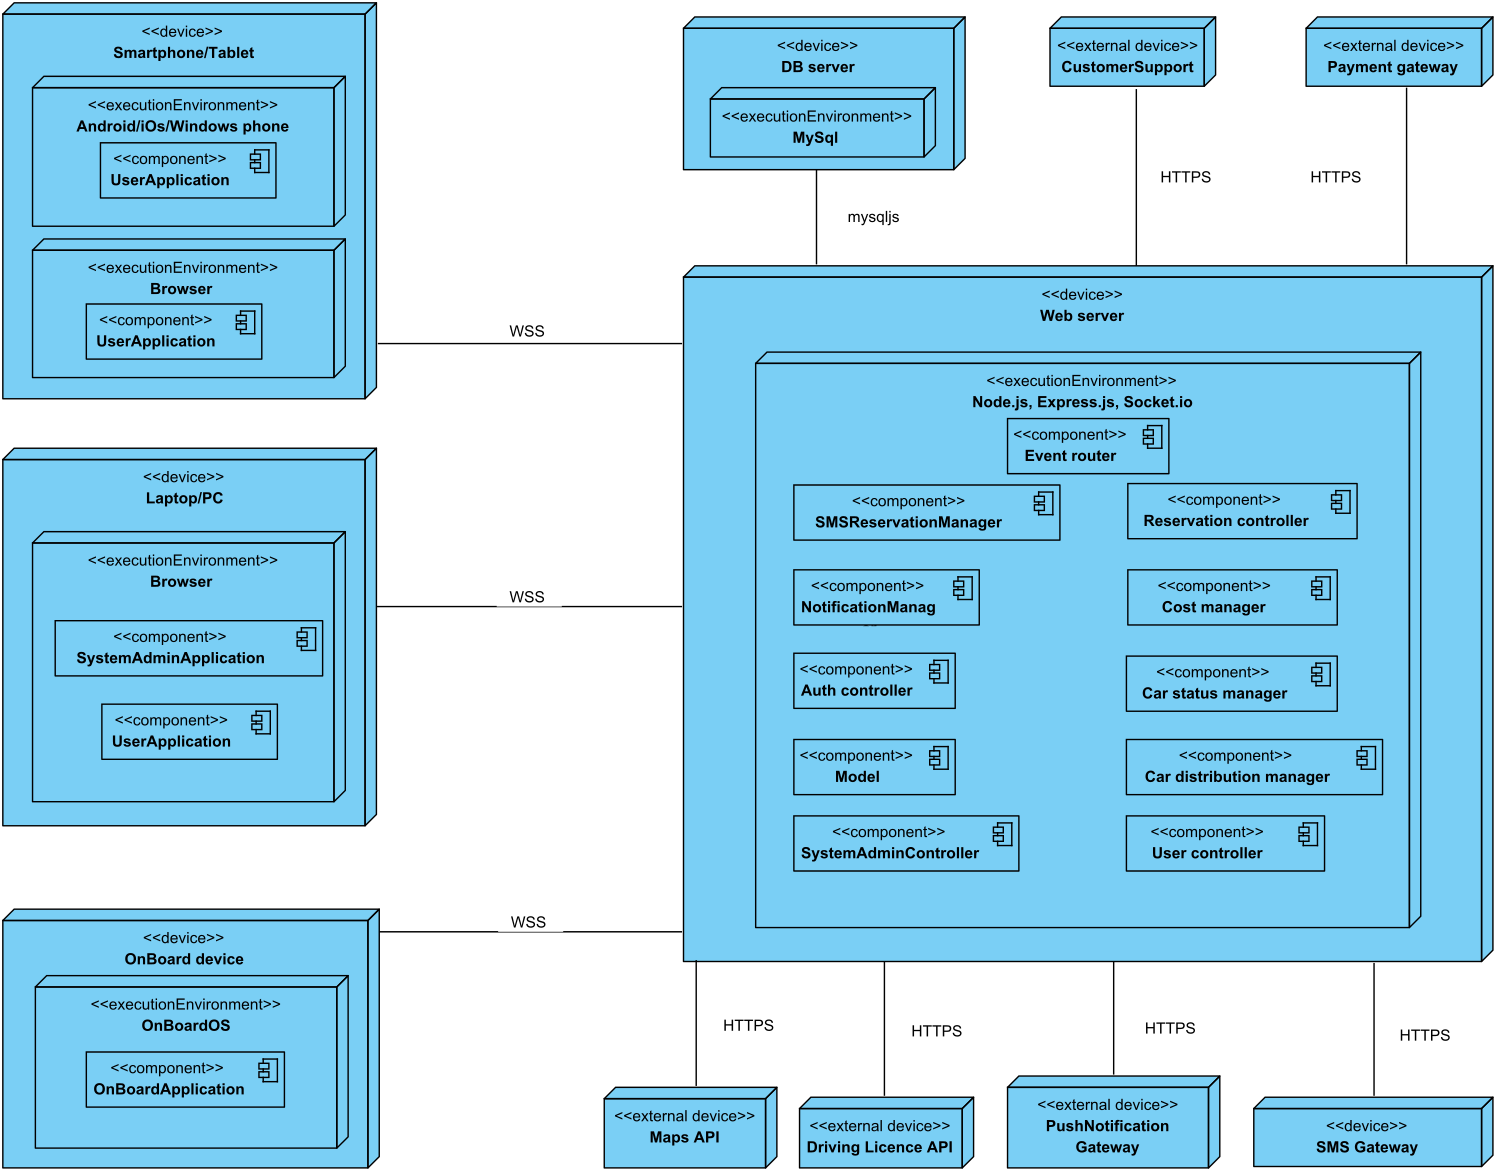 <<device>>
Smartphone/Tablet
<<executionEnvironment>>
Android/iOs/Windows phone
<<component>>
UserApplication
<<executionEnvironment>>
Browser
<<component>>
UserApplication
<<device>>
Laptop/PC
<<executionEnvironment>>
Browser
<<component>>
SystemAdminApplication
<<component>>
UserApplication
<<device>>
OnBoard device
<<executionEnvironment>>
OnBoardOS
<<component>>
OnBoardApplication
WSS
WSS
WSS
<<device>>
DB server
<<executionEnvironment>>
MySql
mysqljs
<<external device>>
CustomerSupport
HTTPS
<<external device>>
Payment gateway
HTTPS
<<device>>
Web server
<<executionEnvironment>>
Node.js, Express.js, Socket.io
<<component>>
Event router
<<component>>
SMSReservationManager
<<component>>
Reservation controller
<<component>>
NotificationManag
<<component>>
Cost manager
<<component>>
Auth controller
<<component>>
Car status manager
<<component>>
Model
<<component>>
Car distribution manager
<<component>>
SystemAdminController
<<component>>
User controller
HTTPS
HTTPS
HTTPS
HTTPS
<<external device>>
Maps API
<<external device>>
Driving Licence API
<<external device>>
PushNotification
Gateway
<<device>>
SMS Gateway